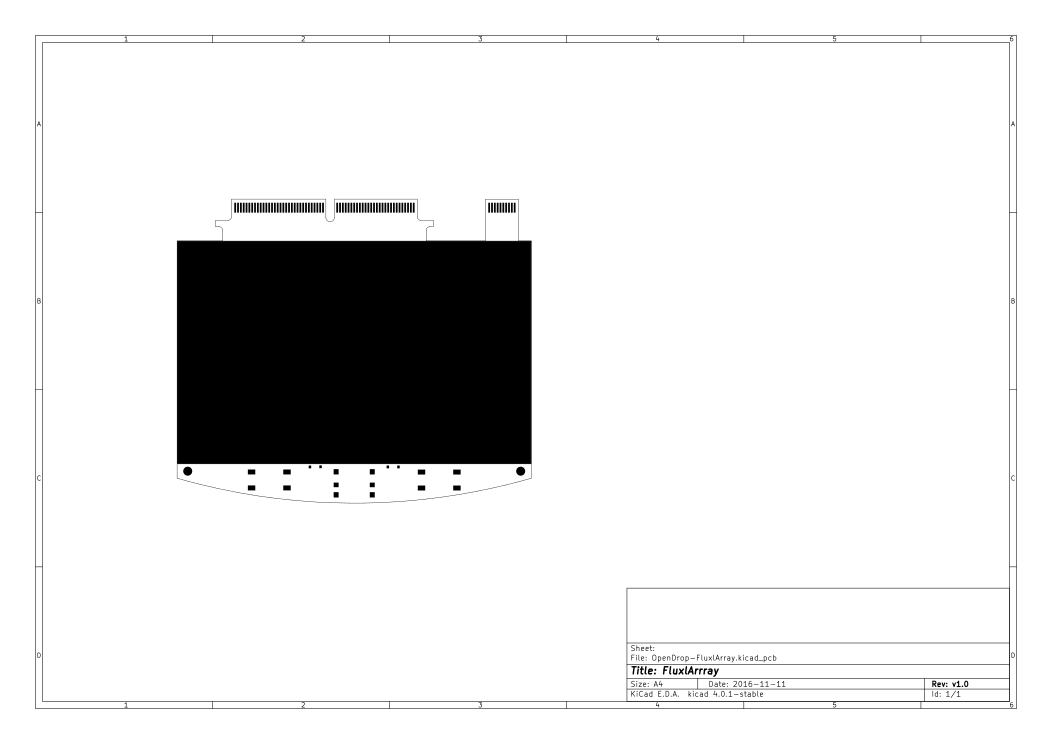 1 2 3 4 5 6
A A
B B
C C
Sheet:
File: OpenDrop-FluxlArray.kicad_pcb
D D
Title: FluxlArrray
Size: A4 Date: 2016-11-11 Rev: v1.0
KiCad E.D.A. kicad 4.0.1-stable Id: 1/1
1 2 3 4 5 6